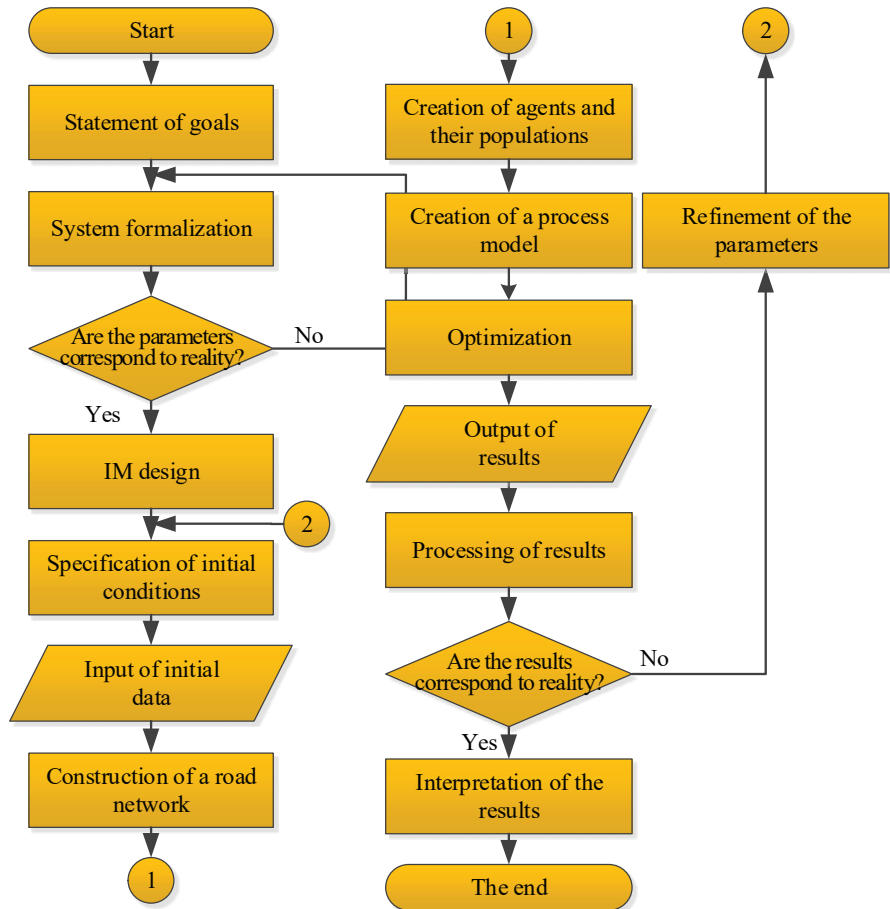 Start
Statement of goals
System formalization
Are the parameters
correspond to reality?
No
Yes
IM design
2
Specification of initial
conditions
Input of initial
data
Construction of a road
network
1
1
Creation of agents and
their populations
Creation of a process
model
Optimization
Output of
results
Processing of results
Are the results
correspond to reality?
No
Yes
Interpretation of the
results
The end
2
Refinement of the
parameters